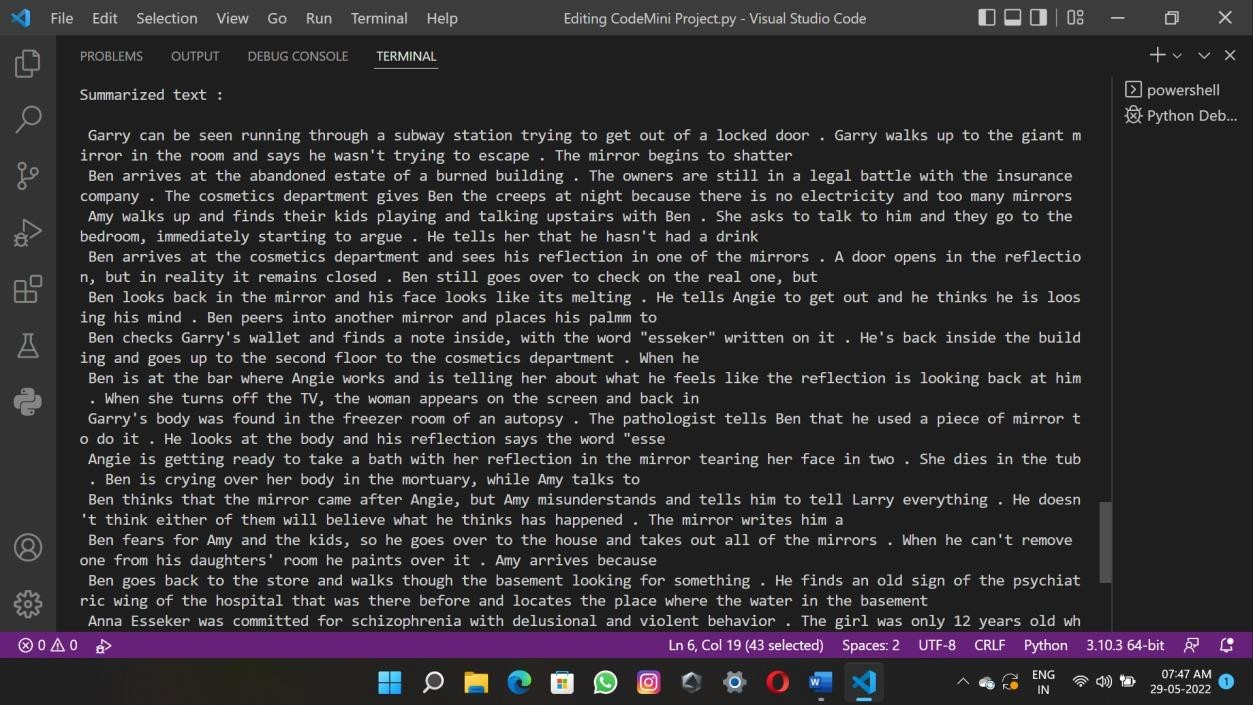 File Edit Selection View Go Run Terminal Help
Editing CodeMini Project.py - Visual Studio Code
PROBLEMS OUTPUT DEBUG CONSOLE TERMINAL
powershell
Python Deb...
Summarized text :
Garry can be seen running through a subway station trying to get out of a locked door . Garry walks up to the giant m
irror in the room and says he wasn't trying to escape . The mirror begins to shatter
Ben arrives at the abandoned estate of a burned building . The owners are still in a legal battle with the insurance
company . The cosmetics department gives Ben the creeps at night because there is no electricity and too many mirrors
Amy walks up and finds their kids playing and talking upstairs with Ben . She asks to talk to him and they go to the
bedroom, immediately starting to argue . He tells her that he hasn't had a drink
Ben arrives at the cosmetics department and sees his reflection in one of the mirrors . A door opens in the reflectio
n, but in reality it remains closed . Ben still goes over to check on the real one, but
Ben looks back in the mirror and his face looks like its melting . He tells Angie to get out and he thinks he is loos
ing his mind . Ben peers into another mirror and places his palmm to
Ben checks Garry's wallet and finds a note inside, with the word "esseker" written on it . He's back inside the build
ing and goes up to the second floor to the cosmetics department . When he
Ben is at the bar where Angie works and is telling her about what he feels like the reflection is looking back at him
. When she turns off the TV, the woman appears on the screen and back in
Garry's body was found in the freezer room of an autopsy . The pathologist tells Ben that he used a piece of mirror t
o do it . He looks at the body and his reflection says the word "esse
Angie is getting ready to take a bath with her reflection in the mirror tearing her face in two . She dies in the tub
. Ben is crying over her body in the mortuary, while Amy talks to
Ben thinks that the mirror came after Angie, but Amy misunderstands and tells him to tell Larry everything . He doesn
't think either of them will believe what he thinks has happened . The mirror writes him a
Ben fears for Amy and the kids, so he goes over to the house and takes out all of the mirrors . When he can't remove
one from his daughters' room he paints over it . Amy arrives because
Ben goes back to the store and walks though the basement looking for something . He finds an old sign of the psychiat
ric wing of the hospital that was there before and locates the place where the water in the basement
Anna Esseker was committed for schizophrenia with delusional and violent behavior . The girl was only 12 years old wh
0 0 Ln 6, Col 19 (43 selected) Spaces: 2 UTF-8 CRLF Python 3.10.3 64-bit
ENG
IN
07:47 AM
29-05-2022
1